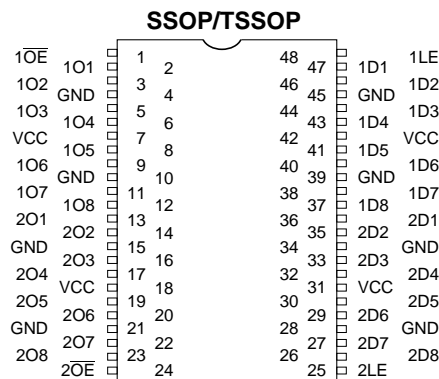 SSOP/TSSOP
1O̅E̅ 1 48 1LE
1O1 2 47 1D1
1O2 3 46 1D2
GND 4 45 GND
1O3 5 44 1D3
1O4 6 43 1D4
VCC 7 42 VCC
1O5 8 41 1D5
1O6 9 40 1D6
GND 10 39 GND
1O7 11 38 1D7
1O8 12 37 1D8
2O1 13 36 2D1
2O2 14 35 2D2
GND 15 34 GND
2O3 16 33 2D3
2O4 17 32 2D4
VCC 18 31 VCC
2O5 19 30 2D5
2O6 20 29 2D6
GND 21 28 GND
2O7 22 27 2D7
2O8 23 26 2D8
2O̅E̅ 24 25 2LE